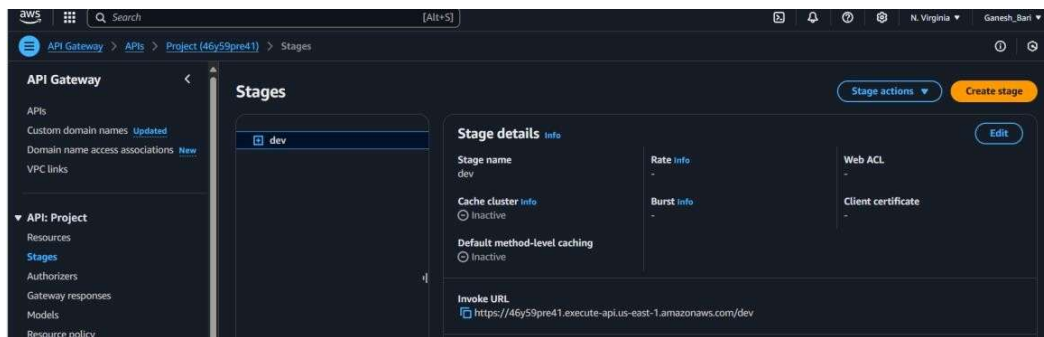 aws
Search
[Alt+S]
N. Virginia ▼
Ganesh_Bari ▼
API Gateway > APIs > Project (46y59pre41) > Stages
API Gateway
APIs
Custom domain names Updated
Domain name access associations New
VPC links
▼ API: Project
Resources
Stages
Authorizers
Gateway responses
Models
Resource policy
Stages
Stage actions ▼
Create stage
dev
Stage details Info
Edit
Stage name
dev
Rate Info
-
Web ACL
-
Cache cluster Info
Inactive
Burst Info
-
Client certificate
-
Default method-level caching
Inactive
Invoke URL
https://46y59pre41.execute-api.us-east-1.amazonaws.com/dev